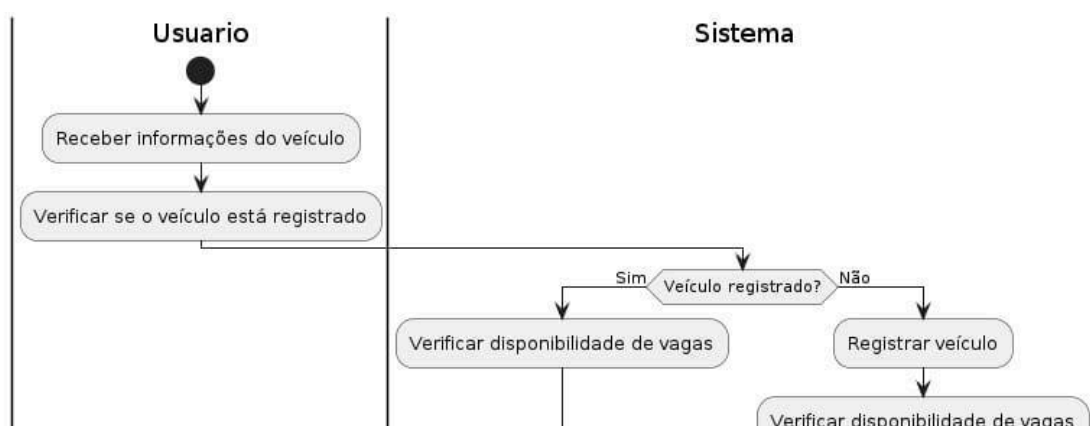 Usuario
Sistema
Receber informações do veículo
Verificar se o veículo está registrado
Sim
Veículo registrado?
Não
Verificar disponibilidade de vagas
Registrar veículo
Verificar disponibilidade de vagas